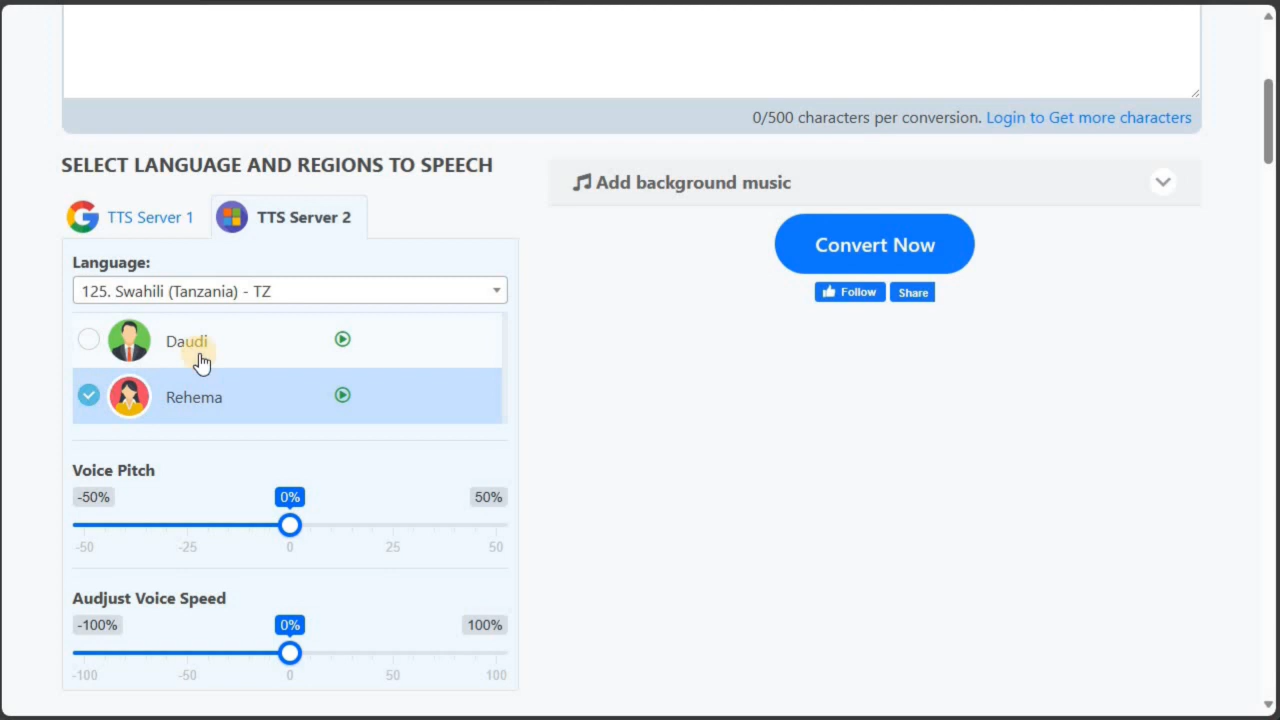 0/500 characters per conversion. Login to Get more characters
SELECT LANGUAGE AND REGIONS TO SPEECH
TTS Server 1
TTS Server 2
Language:
125. Swahili (Tanzania) - TZ
Daudi
Rehema
Voice Pitch
-50% 0% 50%
-50 -25 0 25 50
Audjust Voice Speed
-100% 0% 100%
-100 -50 0 50 100
Add background music
Convert Now
Follow Share